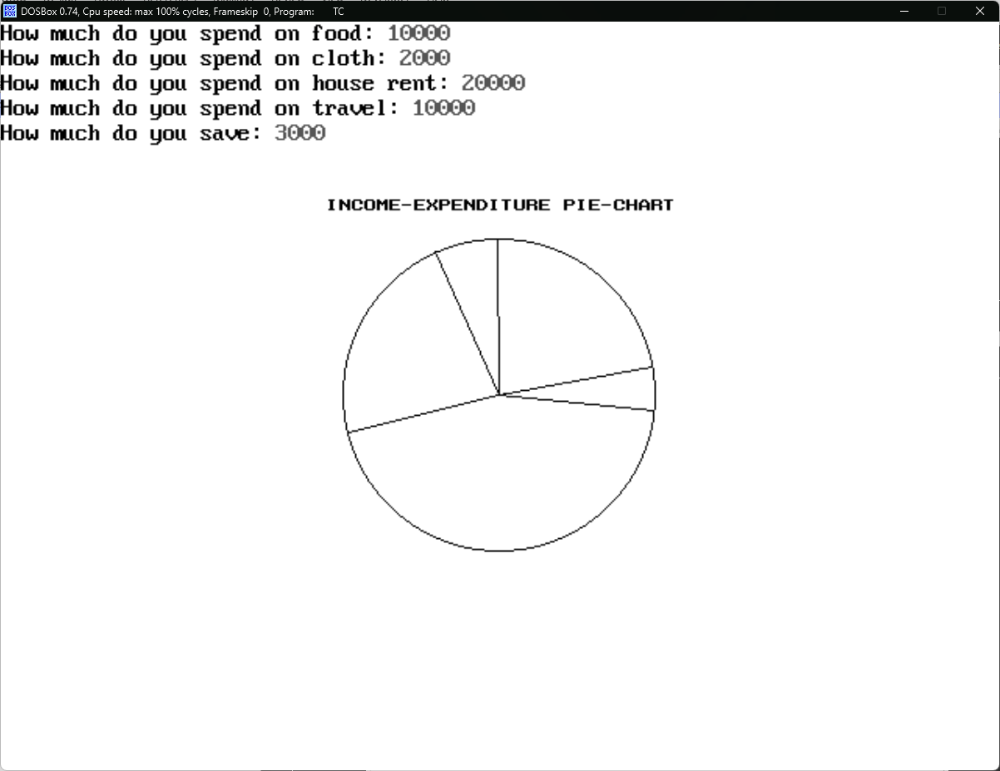 DOSBox 0.74, Cpu speed: max 100% cycles, Frameskip 0, Program: TC
How much do you spend on food: 10000
How much do you spend on cloth: 2000
How much do you spend on house rent: 20000
How much do you spend on travel: 10000
How much do you save: 3000
INCOME-EXPENDITURE PIE-CHART